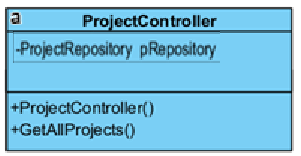 a
ProjectController
-ProjectRepository pRepository
+ProjectController()
+GetAllProjects()